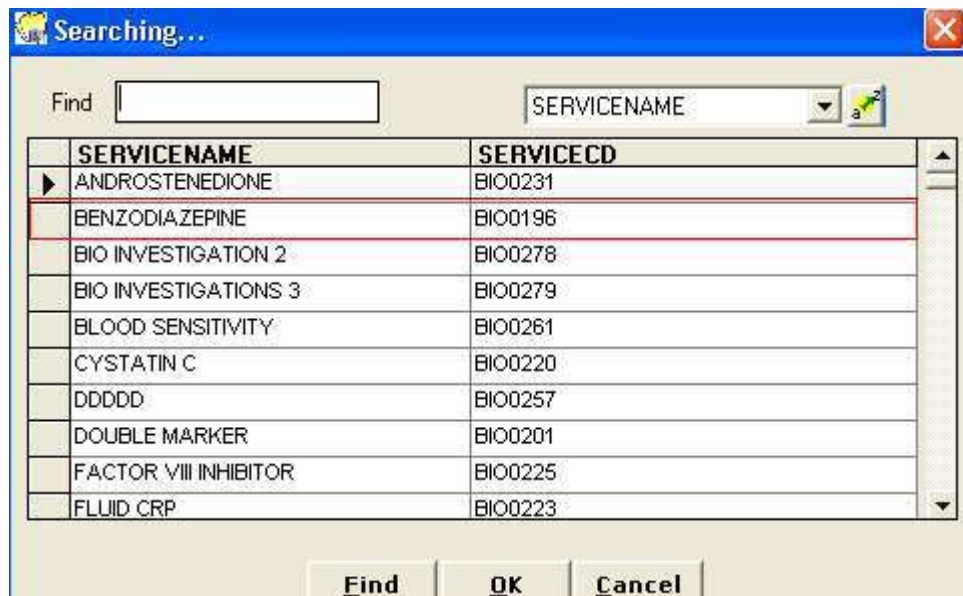 Searching...
Find SERVICENAME
SERVICENAME SERVICECD
ANDROSTENEDIONE BIO0231
BENZODIAZEPINE BIO0196
BIO INVESTIGATION 2 BIO0278
BIO INVESTIGATIONS 3 BIO0279
BLOOD SENSITIVITY BIO0261
CYSTATIN C BIO0220
DDDDD BIO0257
DOUBLE MARKER BIO0201
FACTOR VIII INHIBITOR BIO0225
FLUID CRP BIO0223
Find OK Cancel